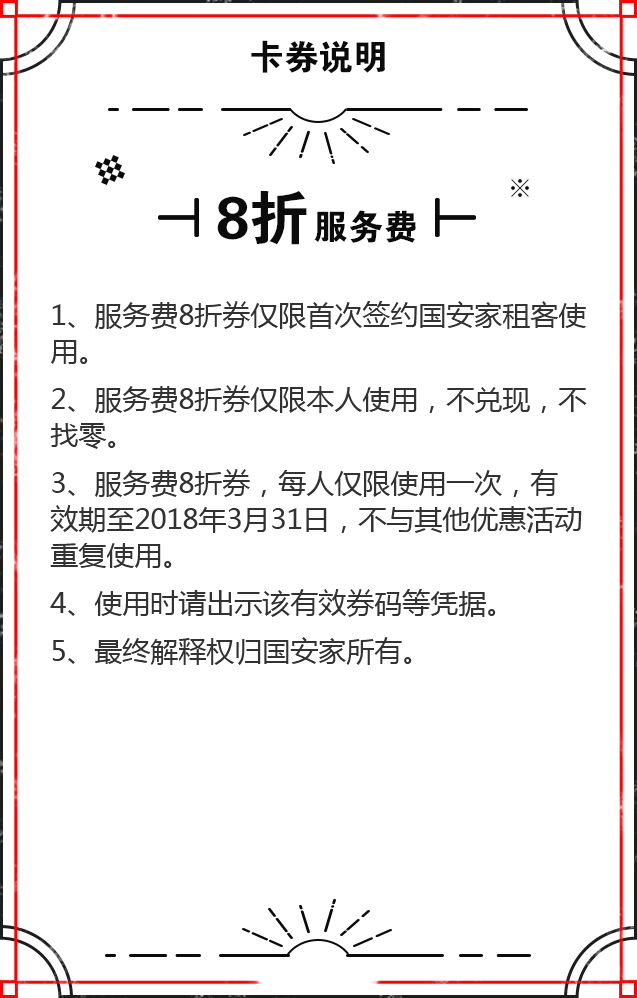 卡券说明
8折服务费
1、服务费8折券仅限首次签约国安家租客使
用。
2、服务费8折券仅限本人使用，不兑现，不
找零。
3、服务费8折券，每人仅限使用一次，有
效期至2018年3月31日，不与其他优惠活动
重复使用。
4、使用时请出示该有效券码等凭据。
5、最终解释权归国安家所有。